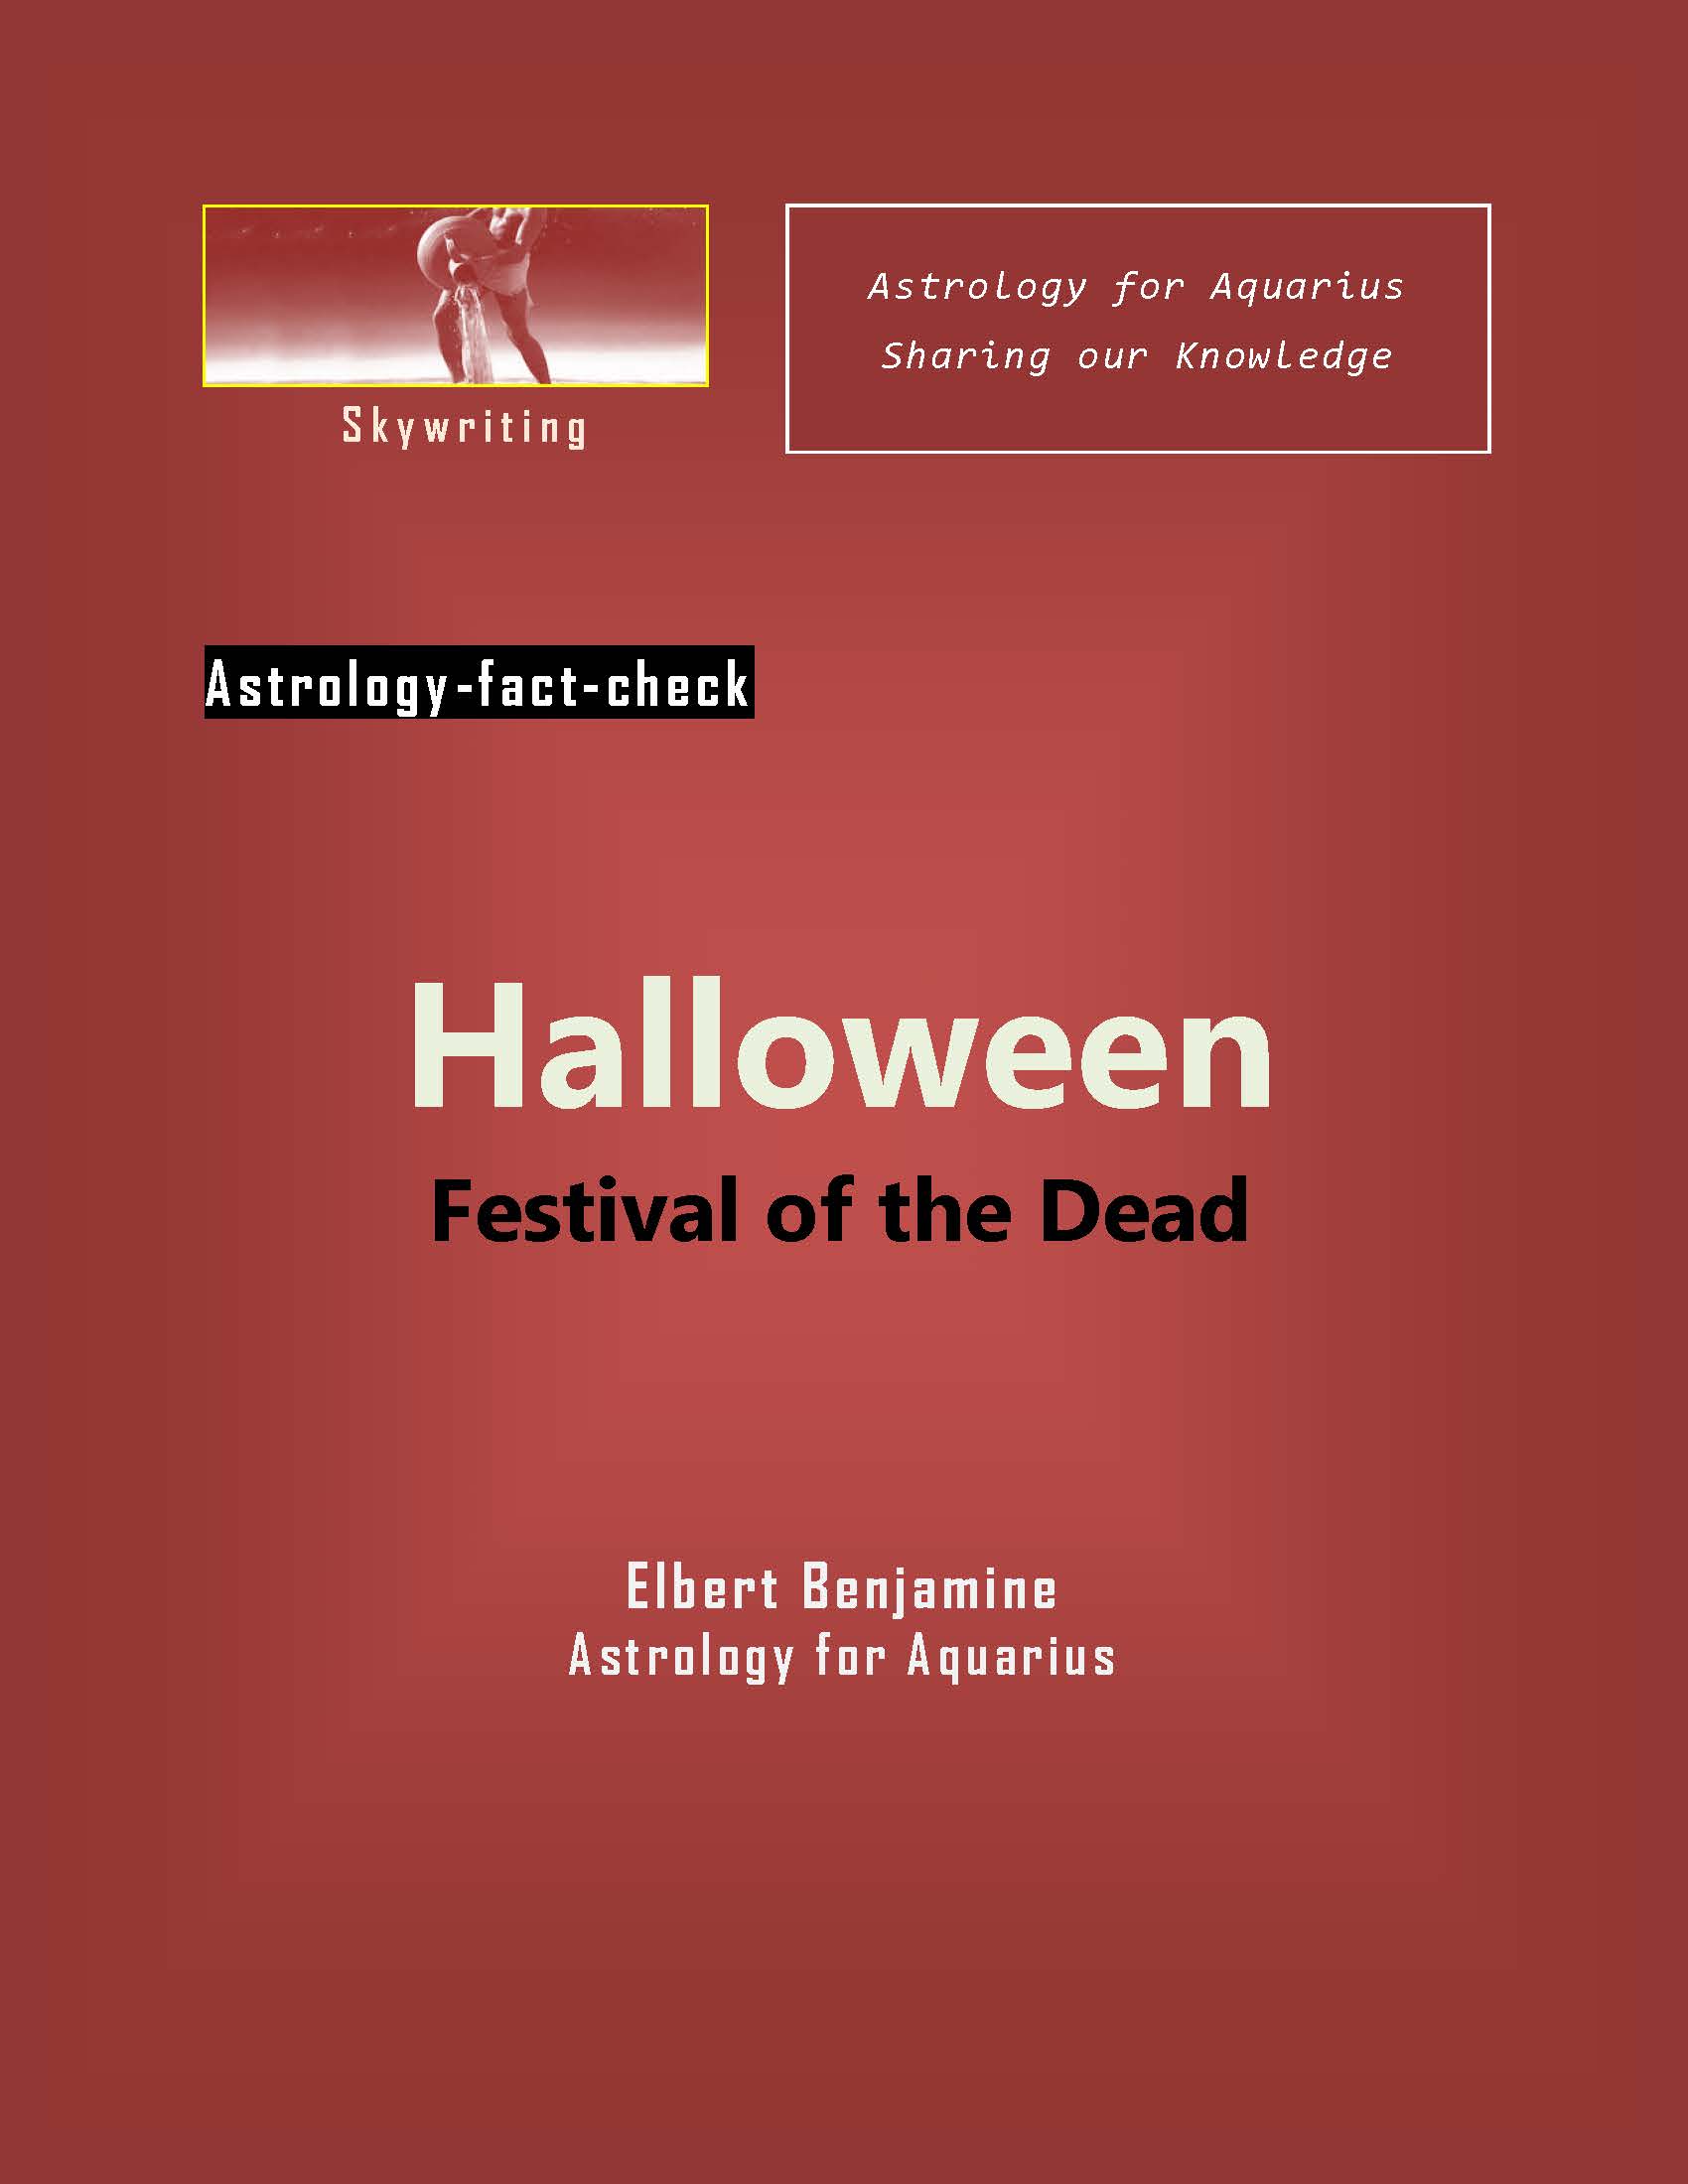 Astrology for Aquarius
Sharing our Knowledge
Skywriting
Astrology-fact-check
Halloween
Festival of the Dead
Elbert Benjamine
Astrology for Aquarius